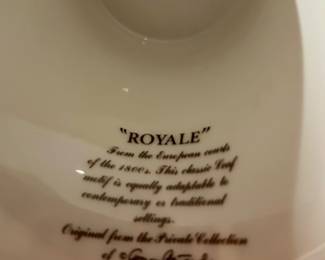 "ROYALE"
From the European courts
of the 1800s. This classic Leaf
motif is equally adaptable to
contemporary or traditional
settings.
Original from the Private Collection
of